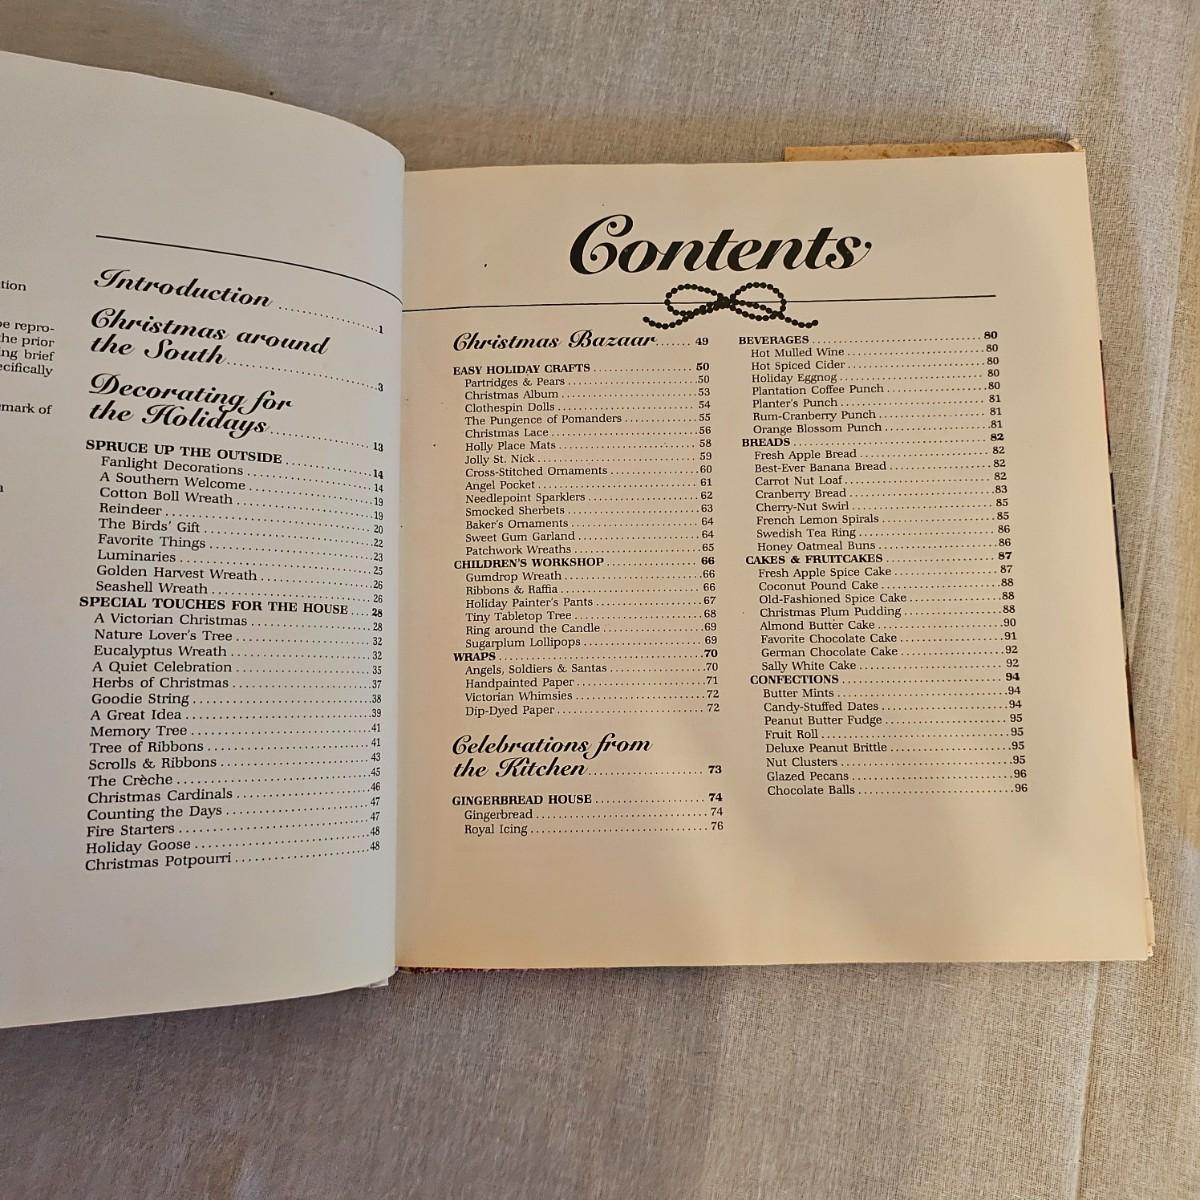 tion
be repro-
the prior
ng brief
ecifically
mark of
a
Introduction ..... 1
Christmas around
the South ..... 3
Decorating for
the Holidays ..... 13
SPRUCE UP THE OUTSIDE ..... 14
Fanlight Decorations ..... 14
A Southern Welcome ..... 19
Cotton Boll Wreath ..... 19
Reindeer ..... 20
The Birds' Gift ..... 22
Favorite Things ..... 23
Luminaries ..... 25
Golden Harvest Wreath ..... 26
Seashell Wreath ..... 26
SPECIAL TOUCHES FOR THE HOUSE ..... 28
A Victorian Christmas ..... 28
Nature Lover's Tree ..... 32
Eucalyptus Wreath ..... 32
A Quiet Celebration ..... 35
Herbs of Christmas ..... 37
Goodie String ..... 38
A Great Idea ..... 39
Memory Tree ..... 41
Tree of Ribbons ..... 41
Scrolls & Ribbons ..... 43
The Crèche ..... 45
Christmas Cardinals ..... 46
Counting the Days ..... 47
Fire Starters ..... 47
Holiday Goose ..... 48
Christmas Potpourri ..... 48
Contents
Christmas Bazaar ..... 49
EASY HOLIDAY CRAFTS ..... 50
Partridges & Pears ..... 50
Christmas Album ..... 53
Clothespin Dolls ..... 54
The Pungence of Pomanders ..... 55
Christmas Lace ..... 56
Holly Place Mats ..... 58
Jolly St. Nick ..... 59
Cross-Stitched Ornaments ..... 60
Angel Pocket ..... 61
Needlepoint Sparklers ..... 62
Smocked Sherbets ..... 63
Baker's Ornaments ..... 64
Sweet Gum Garland ..... 64
Patchwork Wreaths ..... 65
CHILDREN'S WORKSHOP ..... 66
Gumdrop Wreath ..... 66
Ribbons & Raffia ..... 66
Holiday Painter's Pants ..... 67
Tiny Tabletop Tree ..... 68
Ring around the Candle ..... 69
Sugarplum Lollipops ..... 69
WRAPS ..... 70
Angels, Soldiers & Santas ..... 70
Handpainted Paper ..... 71
Victorian Whimsies ..... 72
Dip-Dyed Paper ..... 72
Celebrations from
the Kitchen ..... 73
GINGERBREAD HOUSE ..... 74
Gingerbread ..... 74
Royal Icing ..... 76
BEVERAGES ..... 80
Hot Mulled Wine ..... 80
Hot Spiced Cider ..... 80
Holiday Eggnog ..... 80
Plantation Coffee Punch ..... 80
Planter's Punch ..... 81
Rum-Cranberry Punch ..... 81
Orange Blossom Punch ..... 81
BREADS ..... 82
Fresh Apple Bread ..... 82
Best-Ever Banana Bread ..... 82
Carrot Nut Loaf ..... 82
Cranberry Bread ..... 83
Cherry-Nut Swirl ..... 85
French Lemon Spirals ..... 85
Swedish Tea Ring ..... 86
Honey Oatmeal Buns ..... 86
CAKES & FRUITCAKES ..... 87
Fresh Apple Spice Cake ..... 87
Coconut Pound Cake ..... 88
Old-Fashioned Spice Cake ..... 88
Christmas Plum Pudding ..... 88
Almond Butter Cake ..... 90
Favorite Chocolate Cake ..... 91
German Chocolate Cake ..... 92
Sally White Cake ..... 92
CONFECTIONS ..... 94
Butter Mints ..... 94
Candy-Stuffed Dates ..... 94
Peanut Butter Fudge ..... 95
Fruit Roll ..... 95
Deluxe Peanut Brittle ..... 95
Nut Clusters ..... 95
Glazed Pecans ..... 96
Chocolate Balls ..... 96